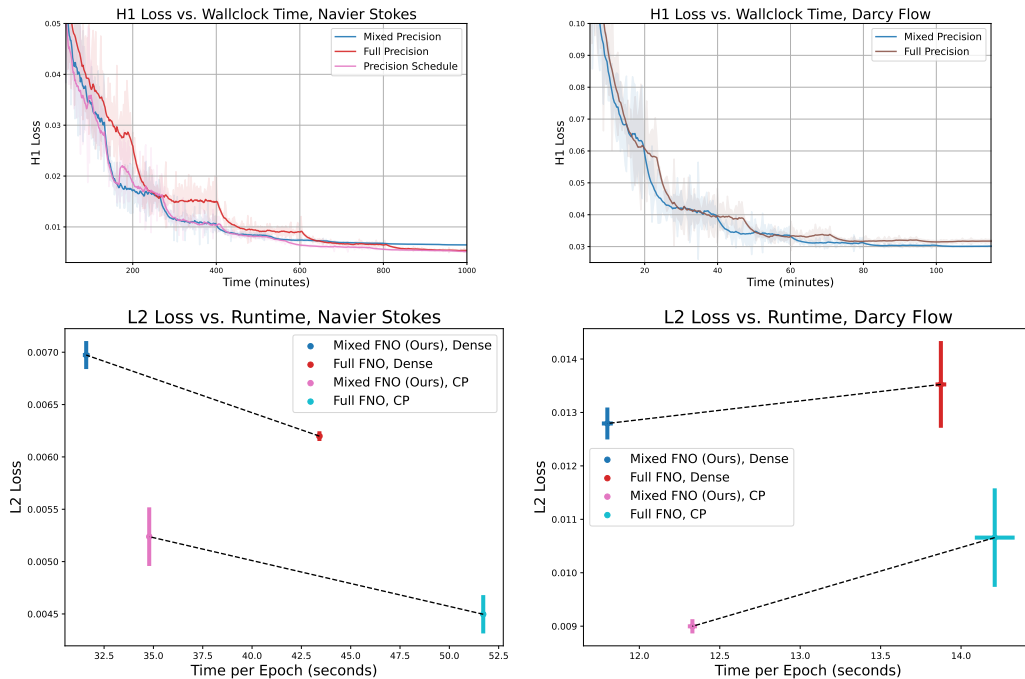 H1 Loss vs. Wallclock Time, Navier Stokes
0.05
0.04
0.03
0.02
0.01
H1 Loss
Mixed Precision
Full Precision
Precision Schedule
200
400
600
800
1000
Time (minutes)
H1 Loss vs. Wallclock Time, Darcy Flow
0.10
0.09
0.08
0.07
0.06
0.05
0.04
0.03
H1 Loss
Mixed Precision
Full Precision
20
40
60
80
100
Time (minutes)
L2 Loss vs. Runtime, Navier Stokes
0.0070
0.0065
0.0060
0.0055
0.0050
0.0045
L2 Loss
Mixed FNO (Ours), Dense
Full FNO, Dense
Mixed FNO (Ours), CP
Full FNO, CP
32.5
35.0
37.5
40.0
42.5
45.0
47.5
50.0
52.5
Time per Epoch (seconds)
L2 Loss vs. Runtime, Darcy Flow
0.014
0.013
0.012
0.011
0.010
0.009
L2 Loss
Mixed FNO (Ours), Dense
Full FNO, Dense
Mixed FNO (Ours), CP
Full FNO, CP
12.0
12.5
13.0
13.5
14.0
Time per Epoch (seconds)